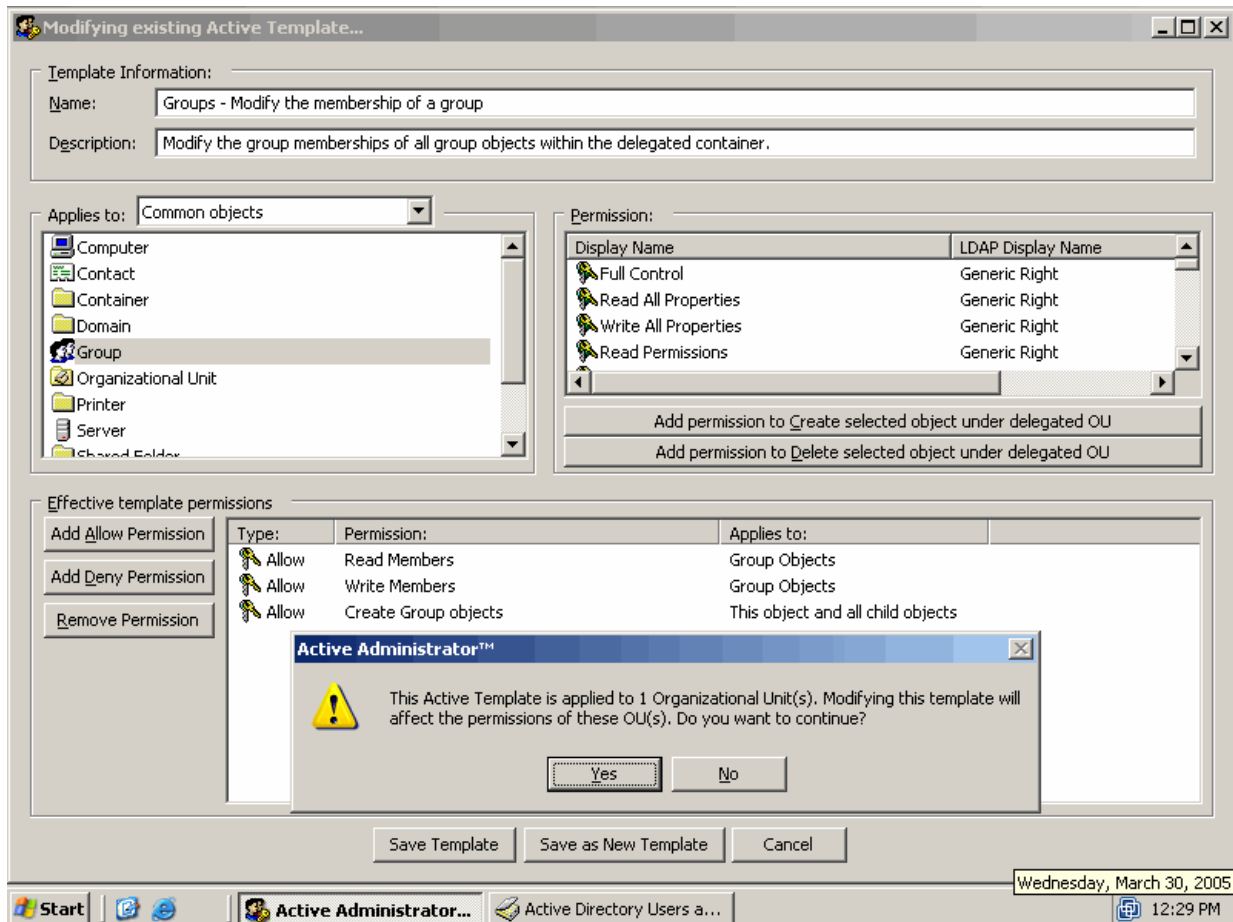 Modifying existing Active Template...
Template Information:
Name: Groups - Modify the membership of a group
Description: Modify the group memberships of all group objects within the delegated container.
Applies to: Common objects
Computer
Contact
Container
Domain
Group
Organizational Unit
Printer
Server
Shared Folder
Permission:
Display Name LDAP Display Name
Full Control Generic Right
Read All Properties Generic Right
Write All Properties Generic Right
Read Permissions Generic Right
Add permission to Create selected object under delegated OU
Add permission to Delete selected object under delegated OU
Effective template permissions
Add Allow Permission
Add Deny Permission
Remove Permission
Type: Permission: Applies to:
Allow Read Members Group Objects
Allow Write Members Group Objects
Allow Create Group objects This object and all child objects
Active Administrator™
This Active Template is applied to 1 Organizational Unit(s). Modifying this template will
affect the permissions of these OU(s). Do you want to continue?
Yes No
Save Template Save as New Template Cancel
Wednesday, March 30, 2005
Start Active Administrator... Active Directory Users a... 12:29 PM